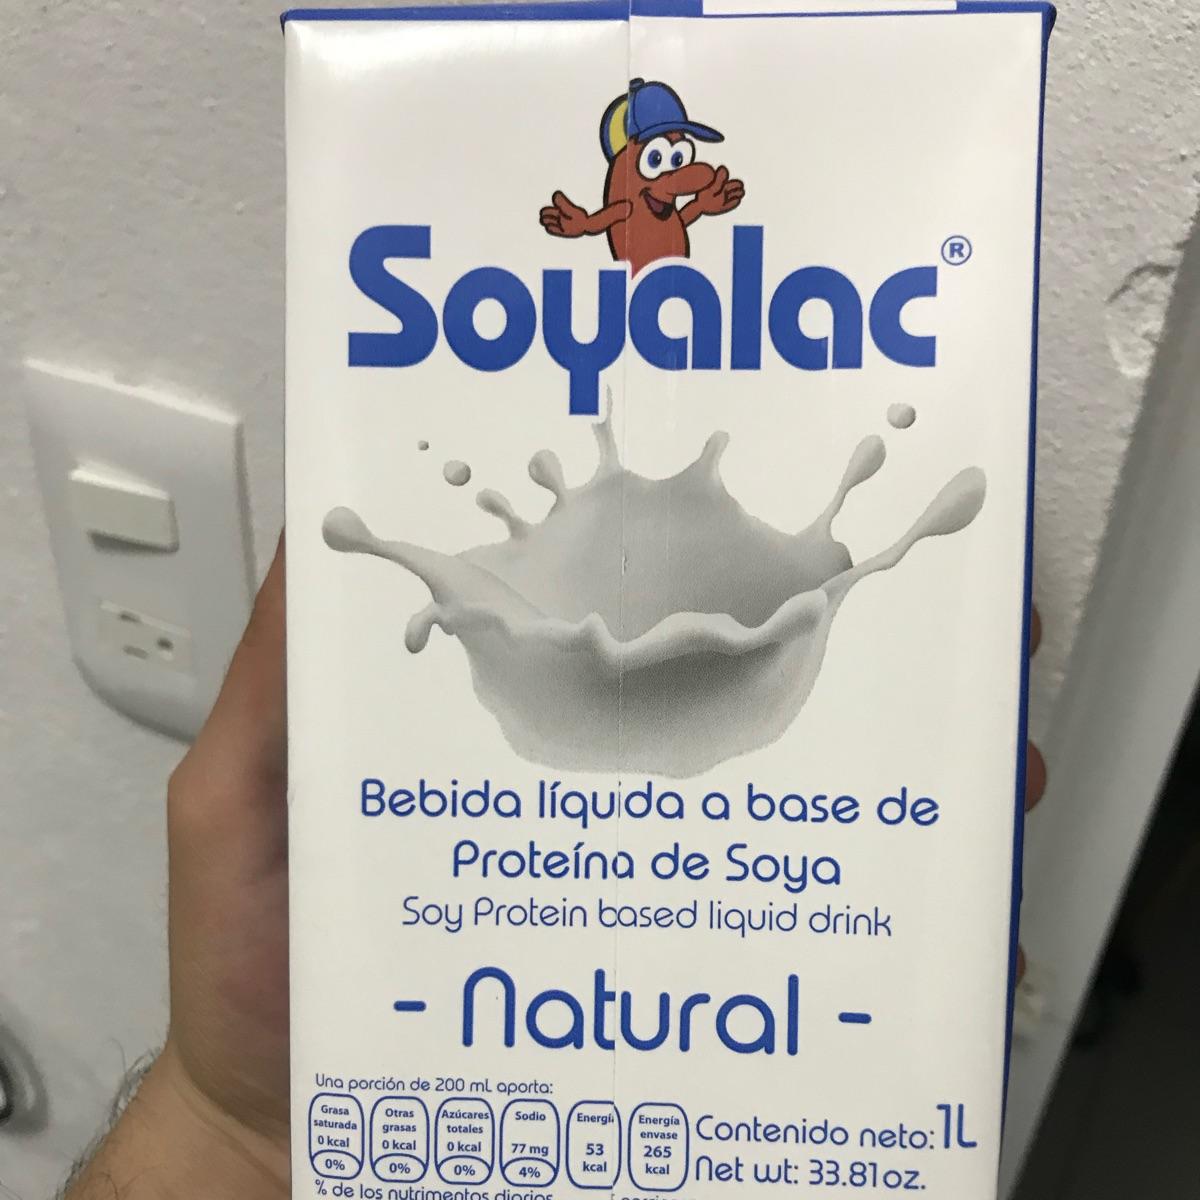 Soyalac®
Bebida líquida a base de
Proteína de Soya
Soy Protein based liquid drink
- Natural -
Una porción de 200 mL aporta:
Grasa saturada 0 kcal 0%
Otras grasas 0 kcal 0%
Azúcares totales 0 kcal 0%
Sodio 77 mg 4%
Energía 53 kcal
Energía envase 265 kcal
Contenido neto: 1L
Net wt: 33.81oz.
% de los nutrimentos diarios